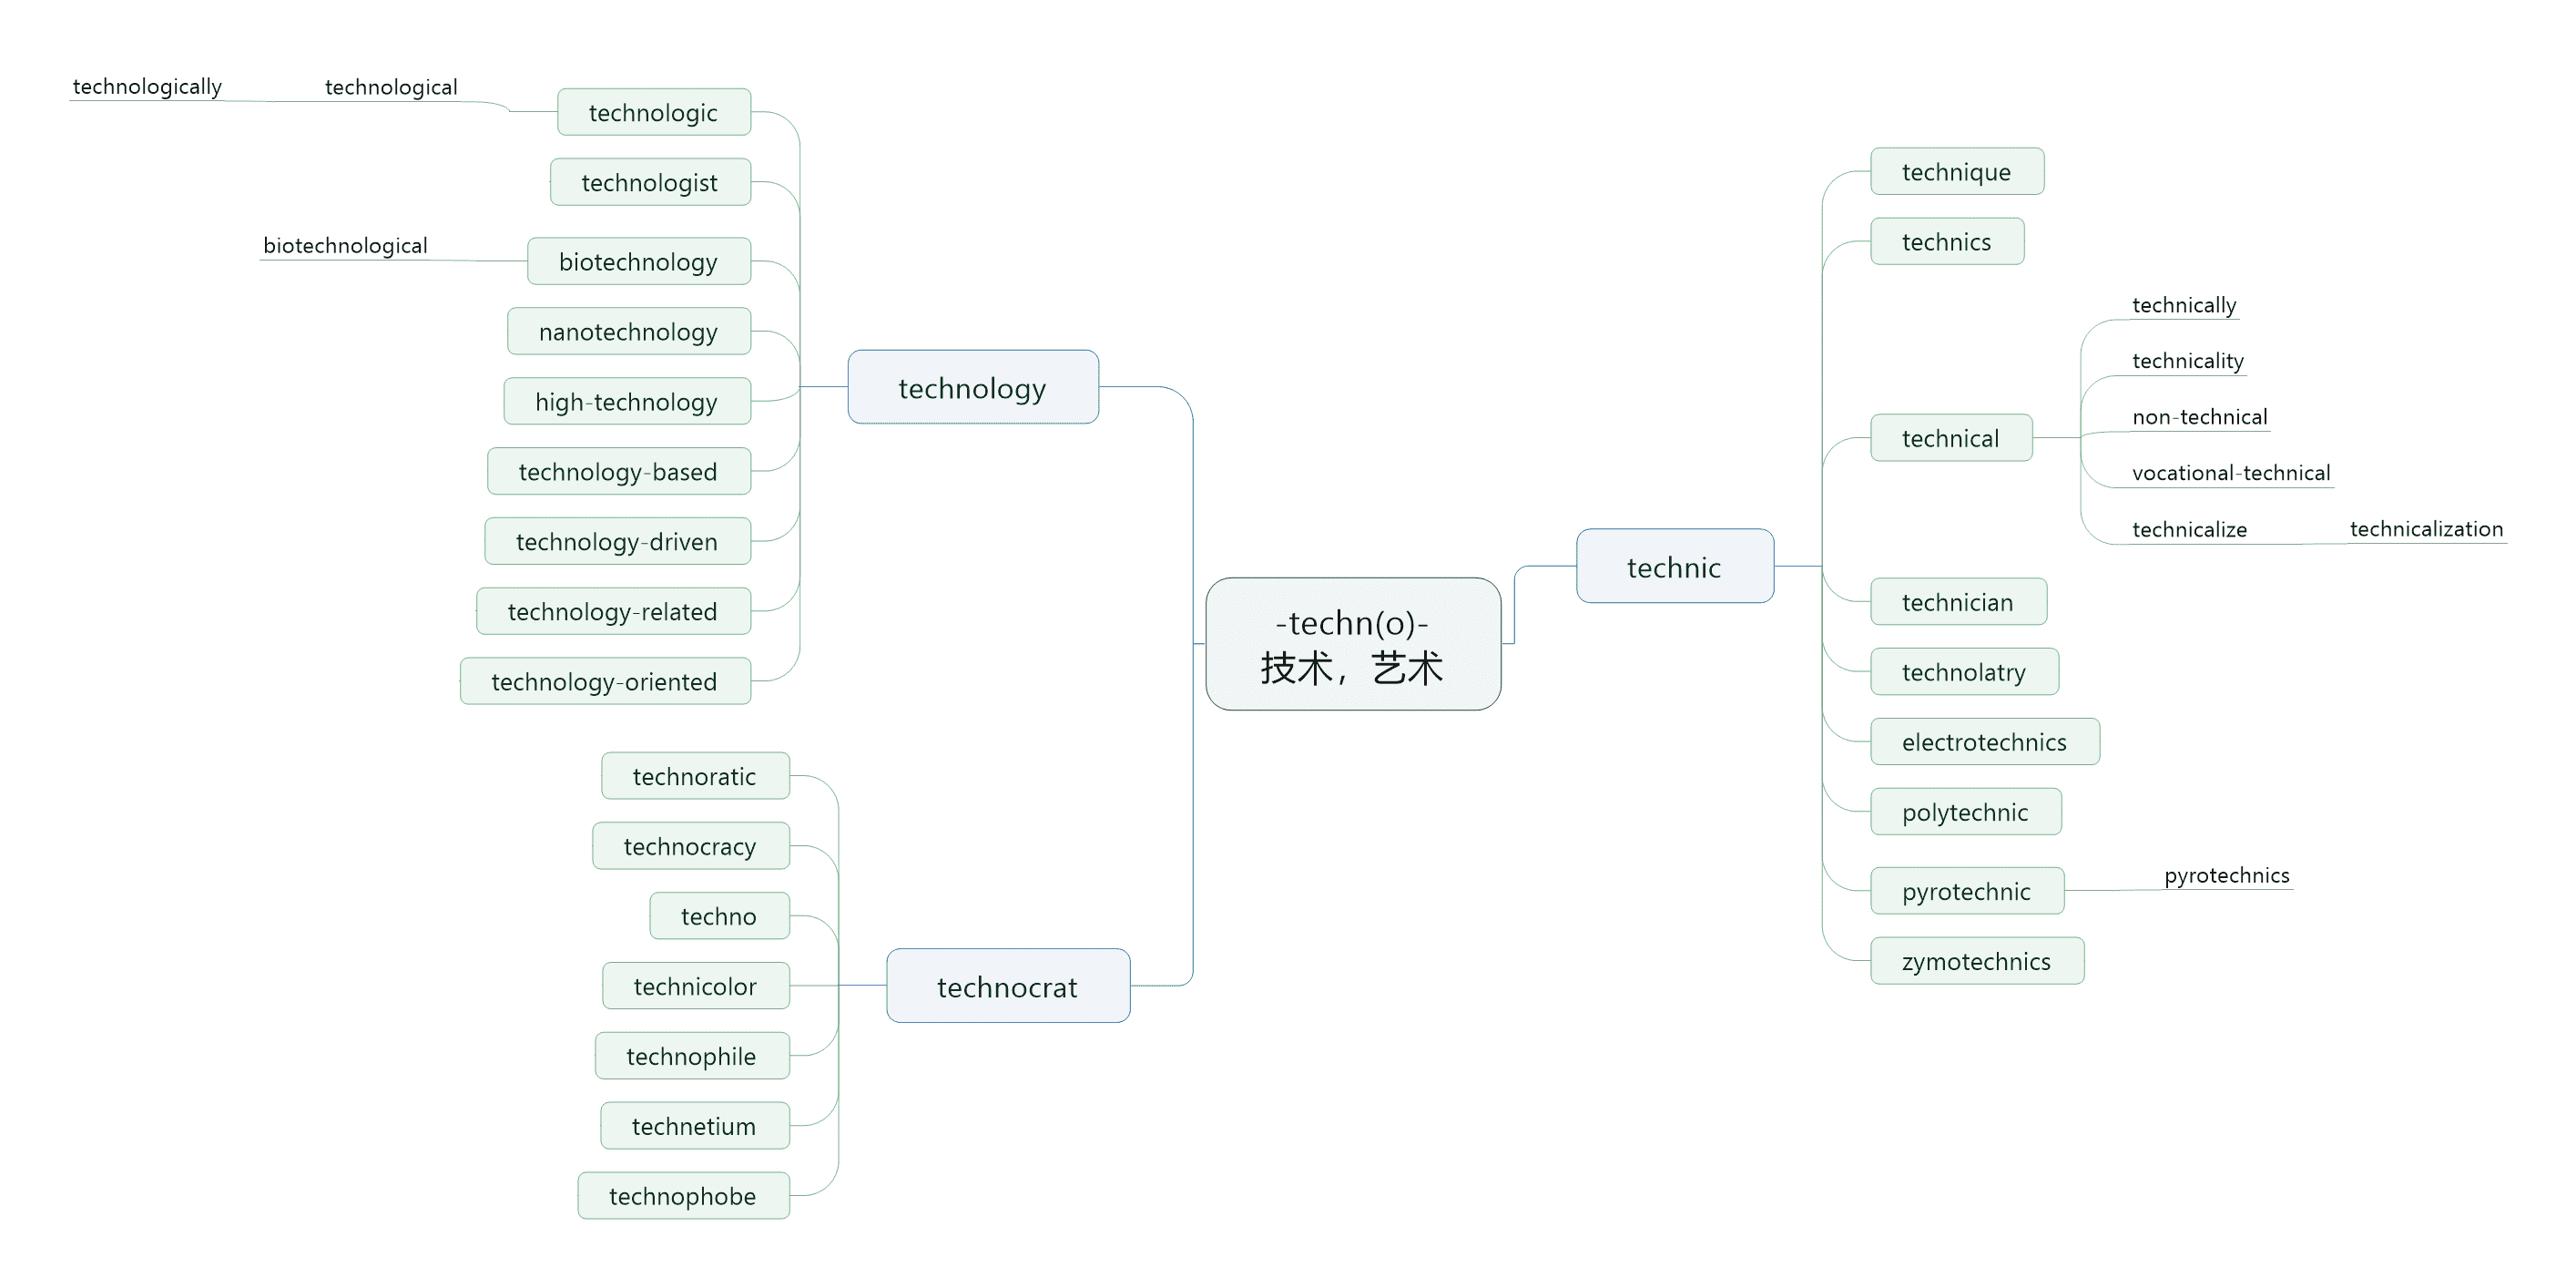 -techn(o)-
技术，艺术
technic
technique
technics
technical
technically
technicality
non-technical
vocational-technical
technicalize
technicalization
technician
technolatry
electrotechnics
polytechnic
pyrotechnic
pyrotechnics
zymotechnics
technology
technologic
technological
technologically
technologist
biotechnology
biotechnological
nanotechnology
high-technology
technology-based
technology-driven
technology-related
technology-oriented
technocrat
technoratic
technocracy
techno
technicolor
technophile
technetium
technophobe